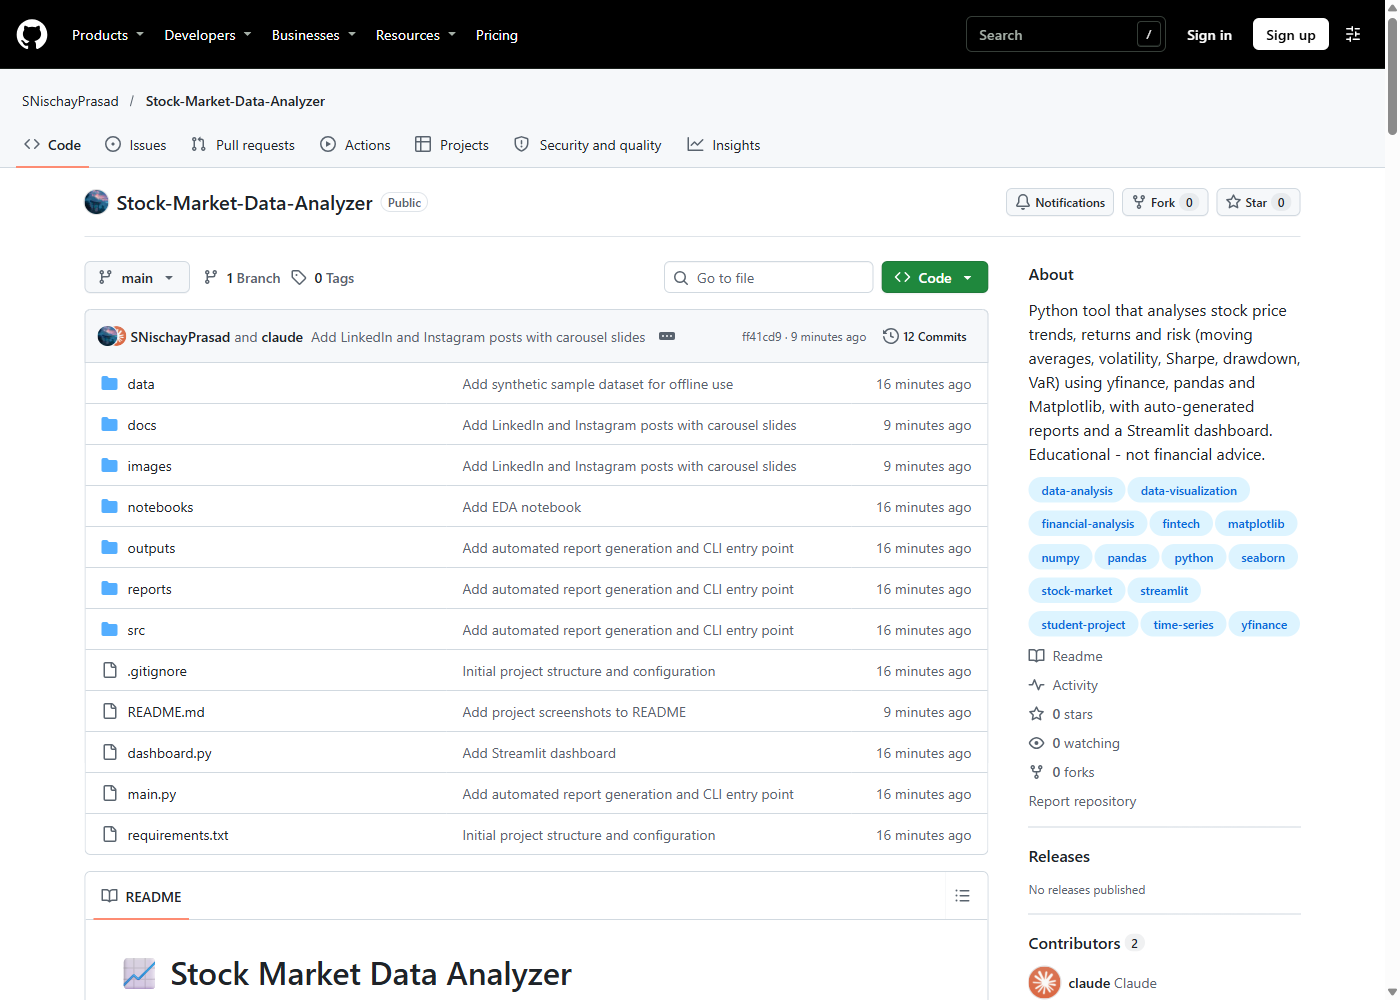 Products Developers Businesses Resources Pricing Search / Sign in Sign up
SNischayPrasad / Stock-Market-Data-Analyzer
Code Issues Pull requests Actions Projects Security and quality Insights
Stock-Market-Data-Analyzer Public Notifications Fork 0 Star 0
main 1 Branch 0 Tags Go to file Code
SNischayPrasad and claude Add LinkedIn and Instagram posts with carousel slides ff41cd9 · 9 minutes ago 12 Commits
data Add synthetic sample dataset for offline use 16 minutes ago
docs Add LinkedIn and Instagram posts with carousel slides 9 minutes ago
images Add LinkedIn and Instagram posts with carousel slides 9 minutes ago
notebooks Add EDA notebook 16 minutes ago
outputs Add automated report generation and CLI entry point 16 minutes ago
reports Add automated report generation and CLI entry point 16 minutes ago
src Add automated report generation and CLI entry point 16 minutes ago
.gitignore Initial project structure and configuration 16 minutes ago
README.md Add project screenshots to README 9 minutes ago
dashboard.py Add Streamlit dashboard 16 minutes ago
main.py Add automated report generation and CLI entry point 16 minutes ago
requirements.txt Initial project structure and configuration 16 minutes ago
README
Stock Market Data Analyzer
About
Python tool that analyses stock price
trends, returns and risk (moving
averages, volatility, Sharpe, drawdown,
VaR) using yfinance, pandas and
Matplotlib, with auto-generated
reports and a Streamlit dashboard.
Educational - not financial advice.
data-analysis data-visualization
financial-analysis fintech matplotlib
numpy pandas python seaborn
stock-market streamlit
student-project time-series yfinance
Readme
Activity
0 stars
0 watching
0 forks
Report repository
Releases
No releases published
Contributors 2
claude Claude